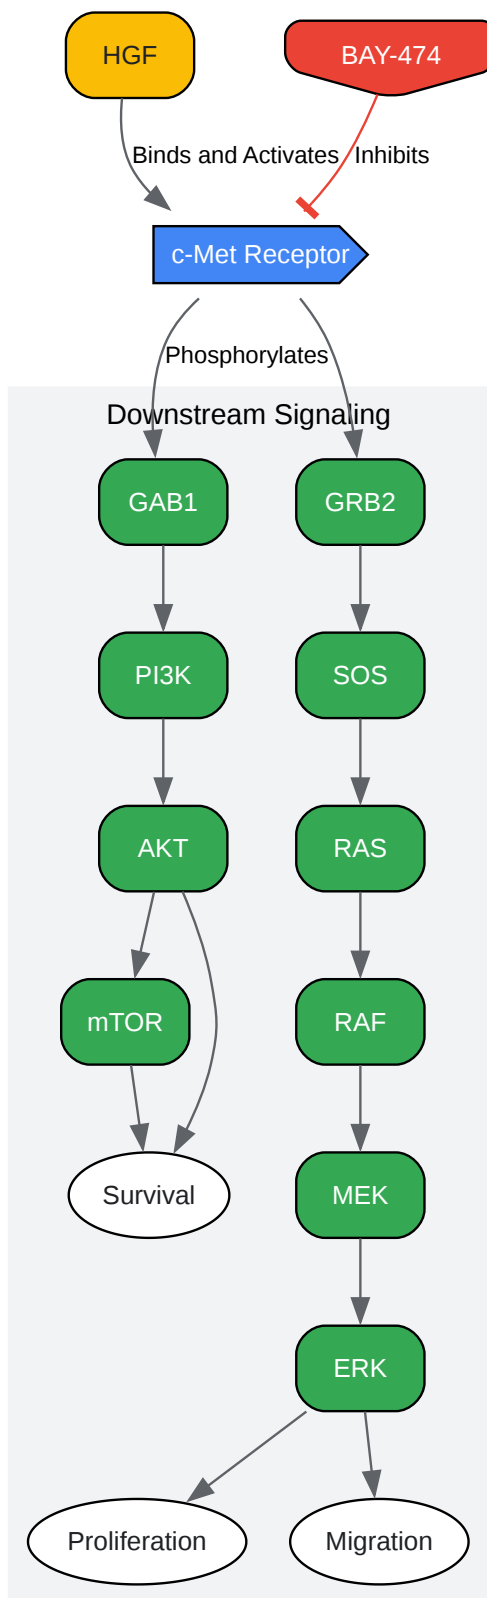 HGF
BAY-474
Binds and Activates
Inhibits
c-Met Receptor
Phosphorylates
Downstream Signaling
GAB1
GRB2
PI3K
SOS
AKT
RAS
mTOR
RAF
Survival
MEK
ERK
Proliferation
Migration